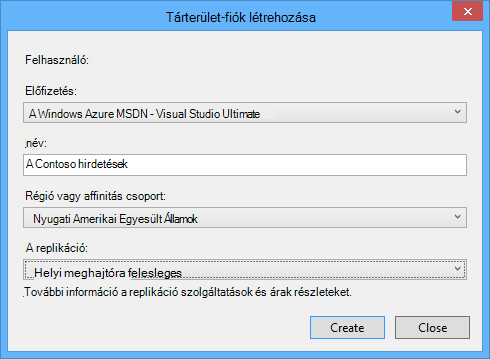 Tárterület-fiók létrehozása
Felhasználó:
Előfizetés:
A Windows Azure MSDN - Visual Studio Ultimate
név:
A Contoso hirdetések
Régió vagy affinitás csoport:
Nyugati Amerikai Egyesült Államok
A replikáció:
Helyi meghajtóra felesleges
További információ a replikáció szolgáltatások és árak részleteket.
Create Close